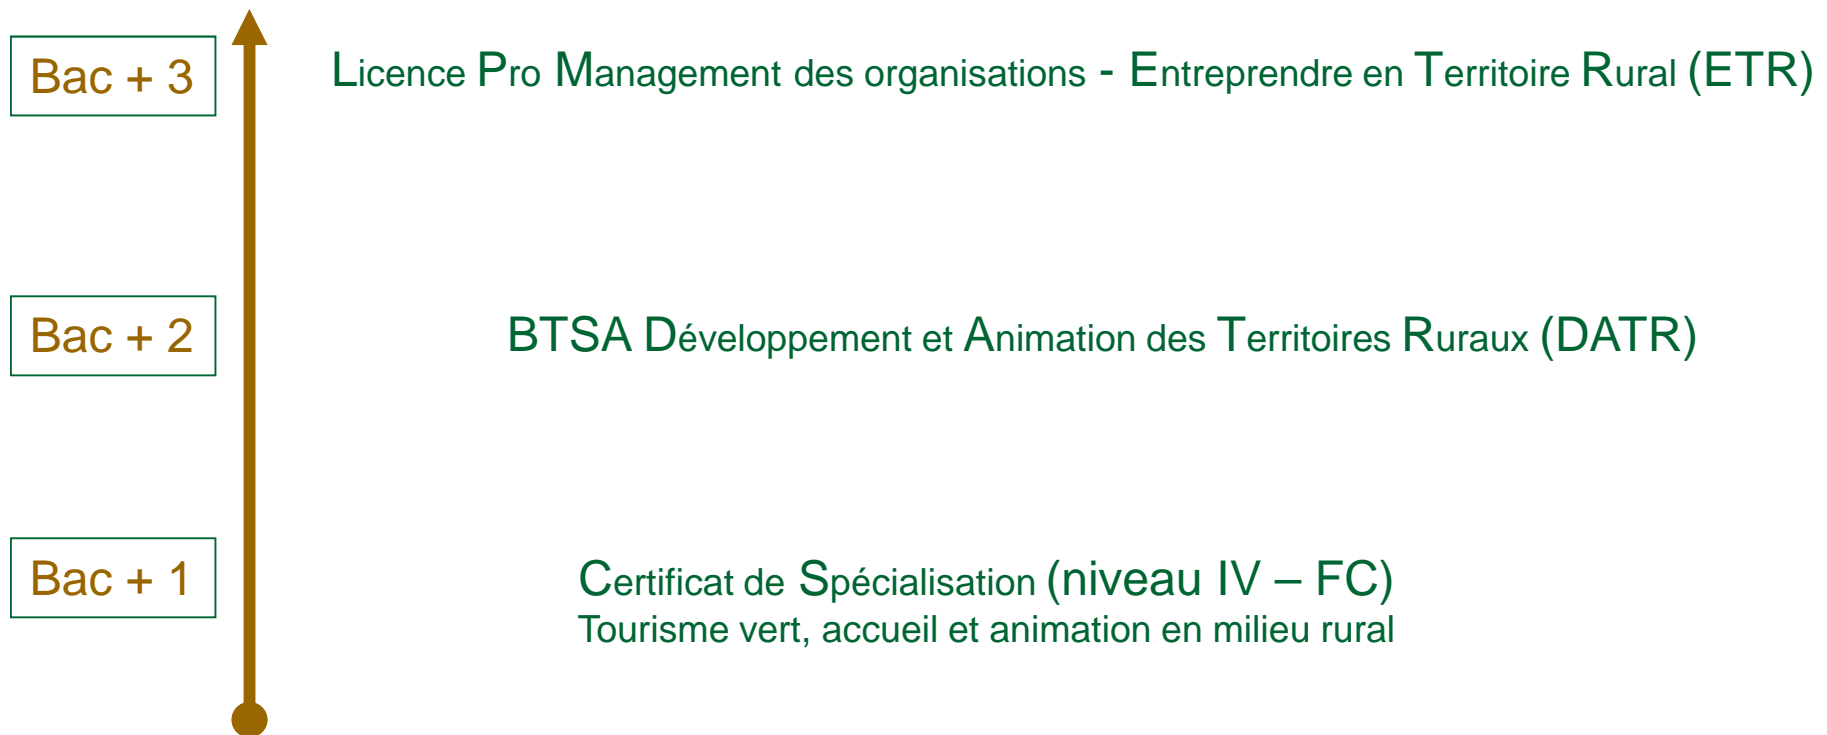 Bac + 3
Licence Pro Management des organisations - Entreprendre en Territoire Rural (ETR)
Bac + 2
BTSA Développement et Animation des Territoires Ruraux (DATR)
Bac + 1
Certificat de Spécialisation (niveau IV – FC)
Tourisme vert, accueil et animation en milieu rural